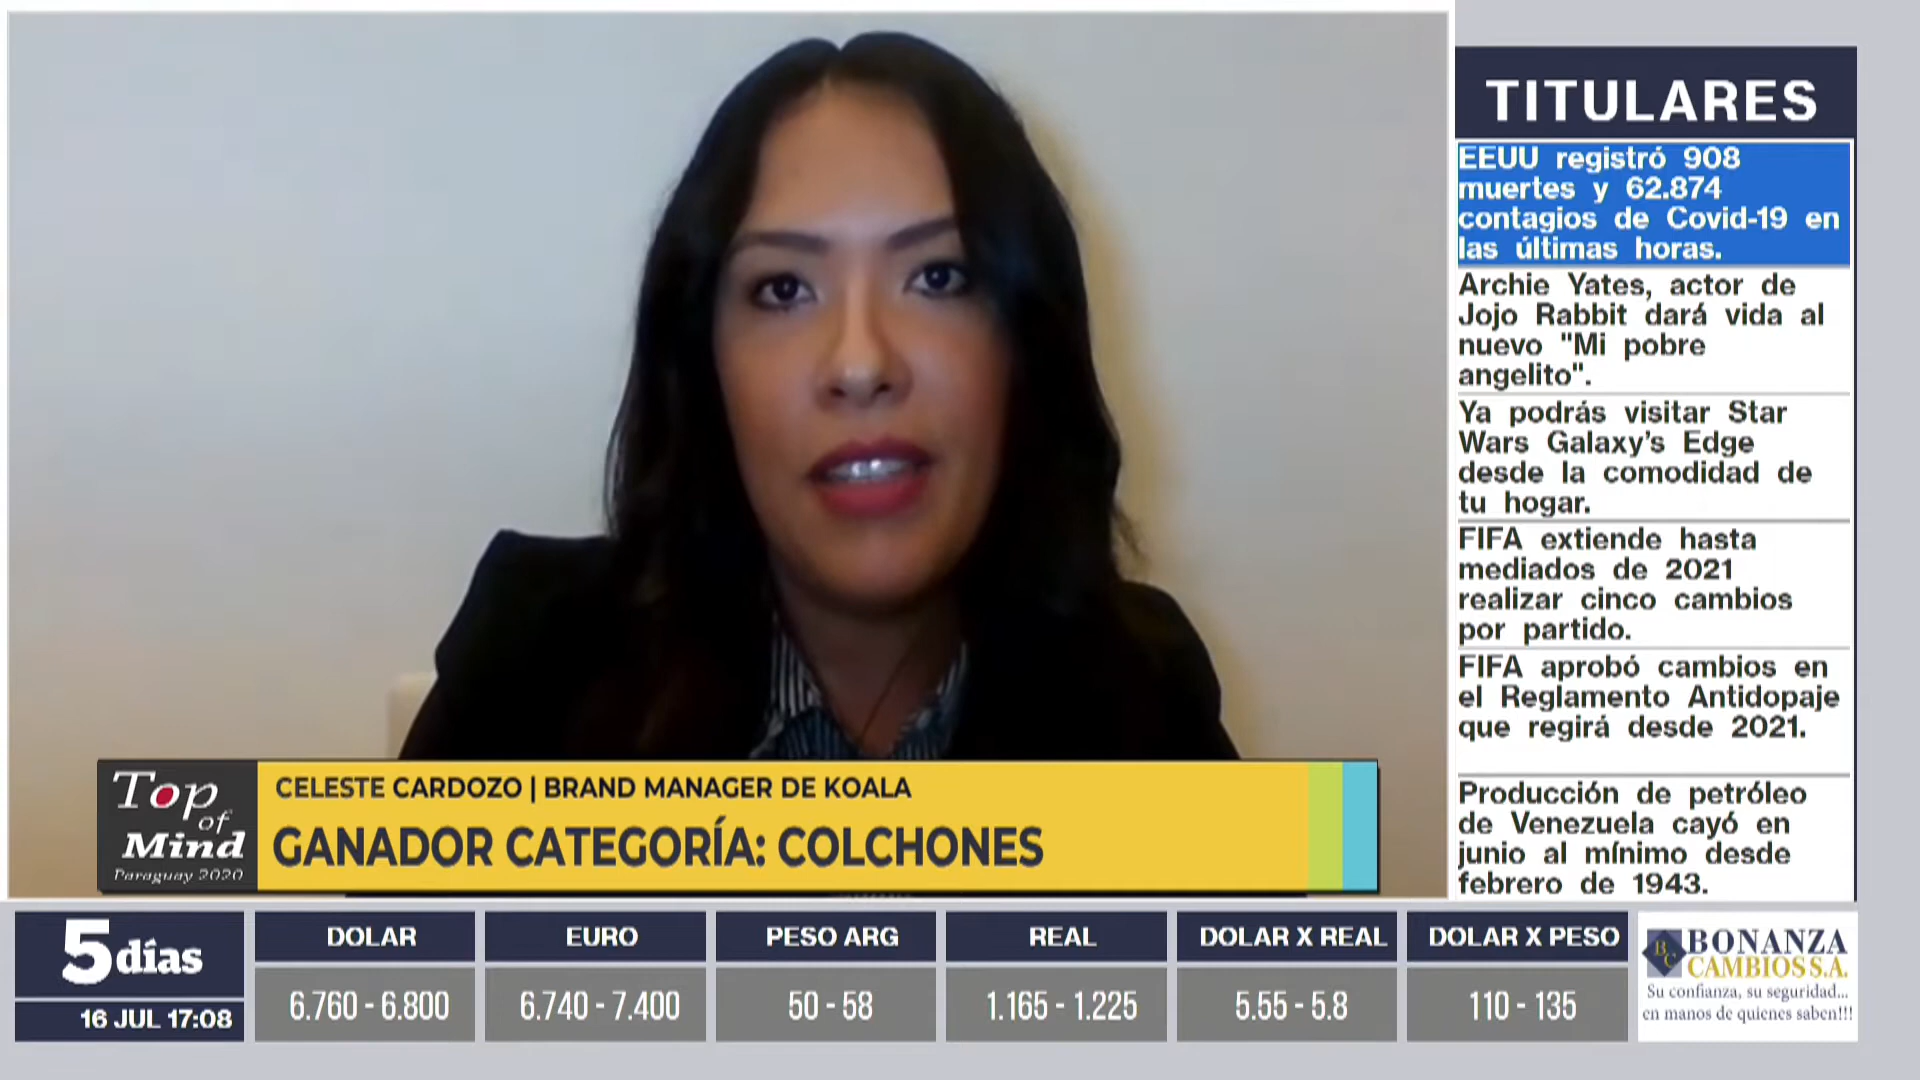 TITULARES
EEUU registró 908
muertes y 62.874
contagios de Covid-19 en
las últimas horas.
Archie Yates, actor de
Jojo Rabbit dará vida al
nuevo "Mi pobre
angelito".
Ya podrás visitar Star
Wars Galaxy’s Edge
desde la comodidad de
tu hogar.
FIFA extiende hasta
mediados de 2021
realizar cinco cambios
por partido.
FIFA aprobó cambios en
el Reglamento Antidopaje
que regirá desde 2021.
Producción de petróleo
de Venezuela cayó en
junio al mínimo desde
febrero de 1943.
Top
of
Mind
Paraguay 2020
CELESTE CARDOZO | BRAND MANAGER DE KOALA
GANADOR CATEGORÍA: COLCHONES
5días
16 JUL 17:08
DOLAR
6.760 - 6.800
EURO
6.740 - 7.400
PESO ARG
50 - 58
REAL
1.165 - 1.225
DOLAR X REAL
5.55 - 5.8
DOLAR X PESO
110 - 135
BC
BONANZA
CAMBIOS S.A.
Su confianza, su seguridad...
en manos de quienes saben!!!